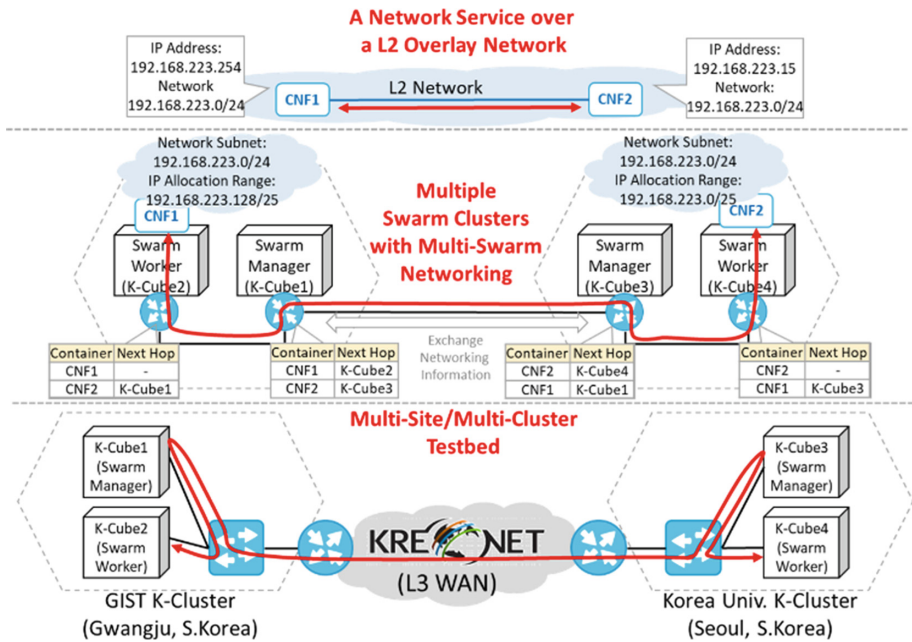 A Network Service over
a L2 Overlay Network
IP Address:
192.168.223.254
Network
192.168.223.0/24
CNF1
L2 Network
CNF2
IP Address:
192.168.223.15
Network:
192.168.223.0/24
Network Subnet:
192.168.223.0/24
IP Allocation Range:
192.168.223.128/25
CNF1
Swarm
Worker
(K-Cube2)
Swarm
Manager
(K-Cube1)
Multiple
Swarm Clusters
with Multi-Swarm
Networking
Network Subnet:
192.168.223.0/24
IP Allocation Range:
192.168.223.0/25
CNF2
Swarm
Manager
(K-Cube3)
Swarm
Worker
(K-Cube4)
Container Next Hop
CNF1 -
CNF2 K-Cube1
Container Next Hop
CNF1 K-Cube2
CNF2 K-Cube3
Exchange
Networking
Information
Container Next Hop
CNF2 K-Cube4
CNF1 K-Cube1
Container Next Hop
CNF2 -
CNF1 K-Cube3
Multi-Site/Multi-Cluster
Testbed
K-Cube1
(Swarm
Manager)
K-Cube2
(Swarm
Worker)
GIST K-Cluster
(Gwangju, S.Korea)
KREONET
(L3 WAN)
K-Cube3
(Swarm
Manager)
K-Cube4
(Swarm
Worker)
Korea Univ. K-Cluster
(Seoul, S.Korea)